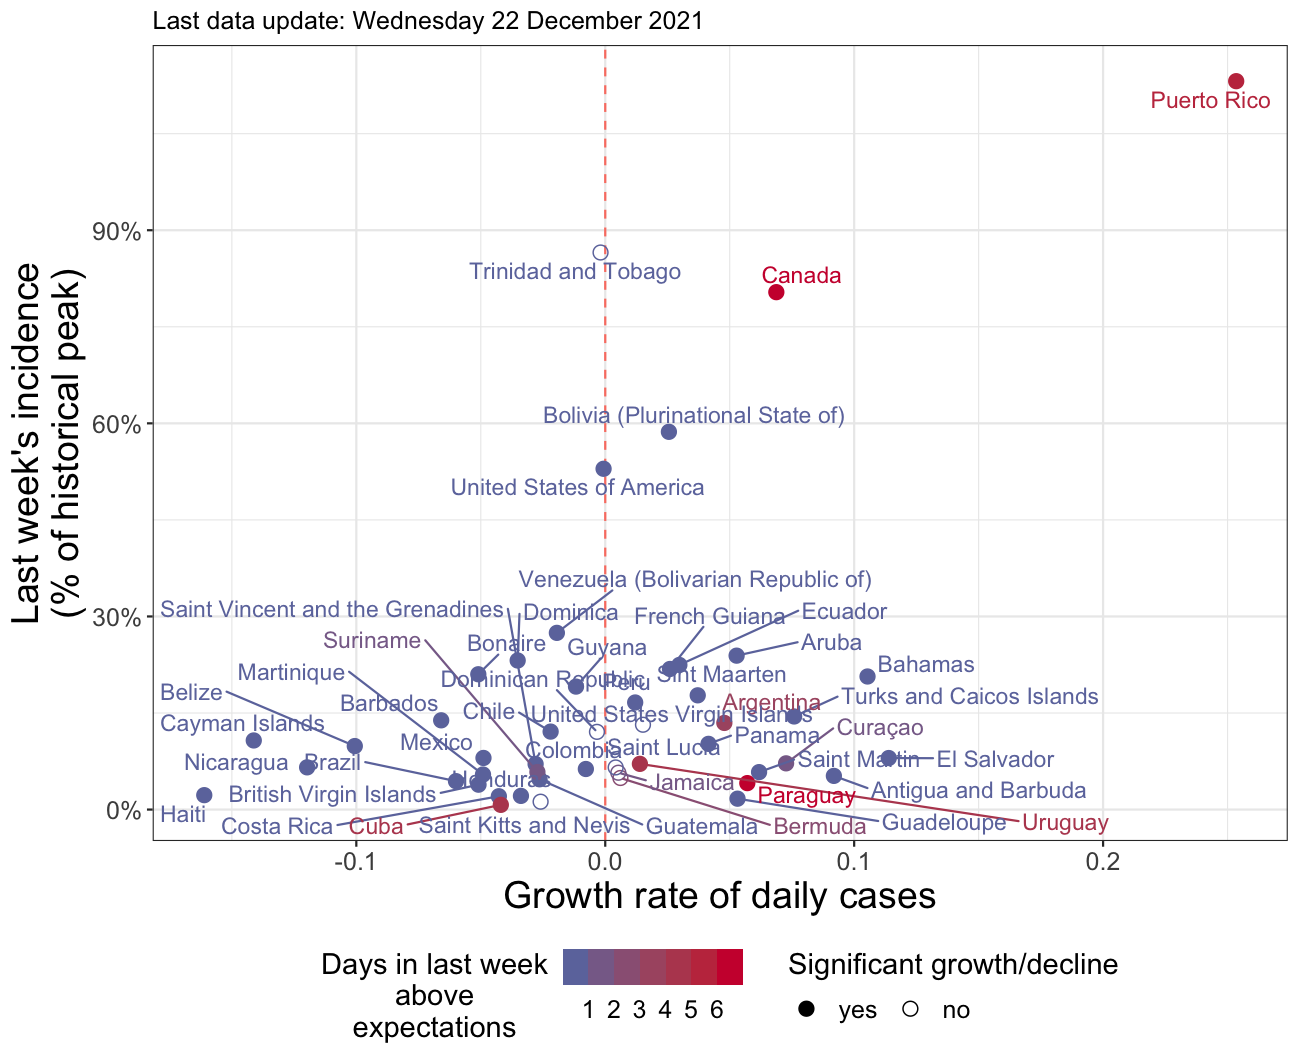 Last data update: Wednesday 22 December 2021
Last week's incidence
(% of historical peak)
90%
60%
30%
0%
Puerto Rico
Trinidad and Tobago
Canada
Bolivia (Plurinational State of)
United States of America
Venezuela (Bolivarian Republic of)
Saint Vincent and the Grenadines
Dominica
French Guiana
Ecuador
Suriname
Bonaire
Guyana
Aruba
Martinique
Dominican Republic
Peru
Sint Maarten
Bahamas
Belize
Barbados
Chile
United States Virgin Islands
Argentina
Turks and Caicos Islands
Cayman Islands
Mexico
Colombia
Saint Lucia
Panama
Curaçao
Nicaragua
Brazil
Honduras
Jamaica
Saint Martin
El Salvador
Haiti
British Virgin Islands
Paraguay
Antigua and Barbuda
Costa Rica
Cuba
Saint Kitts and Nevis
Guatemala
Bermuda
Guadeloupe
Uruguay
-0.1
0.0
0.1
0.2
Growth rate of daily cases
Days in last week
above
expectations
1 2 3 4 5 6
Significant growth/decline
yes
no